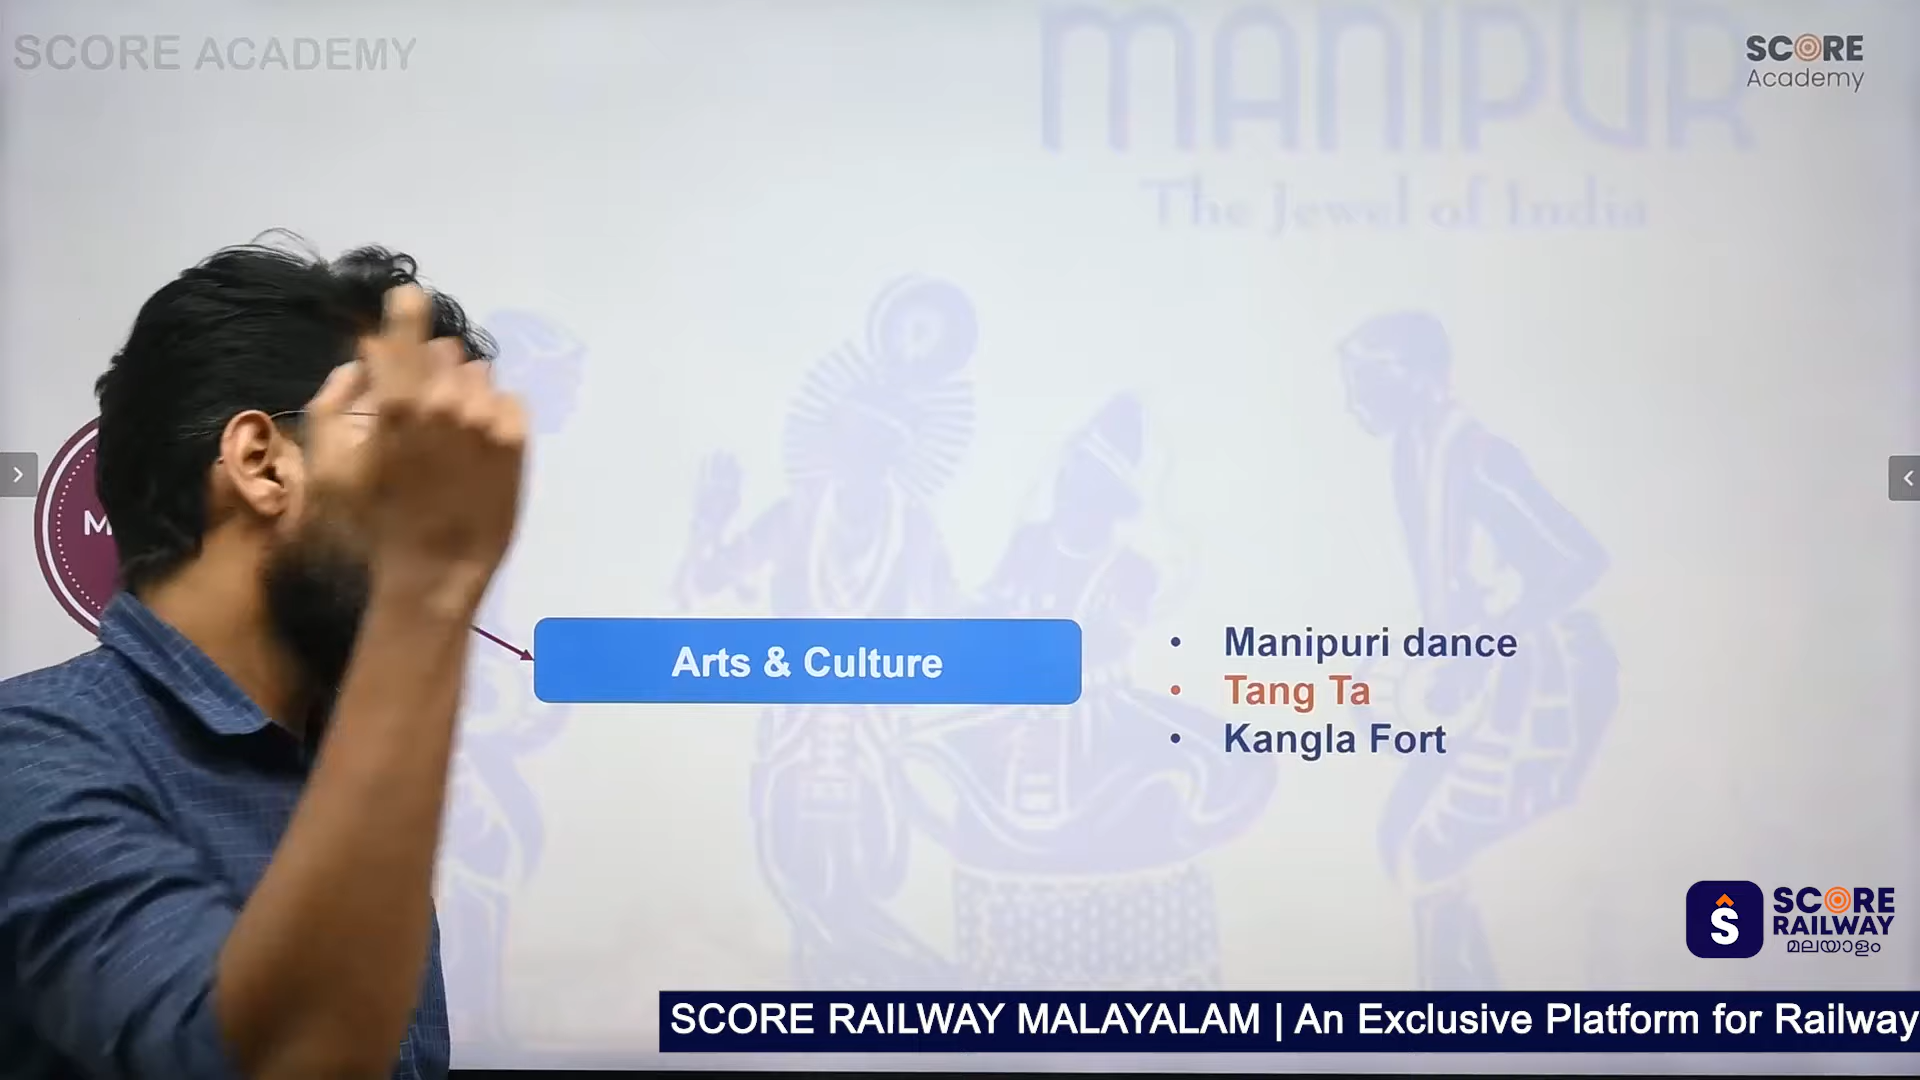 SCORE ACADEMY
MANIPUR
The Jewel of India
SCORE
Academy
M
Arts & Culture
• Manipuri dance
• Tang Ta
• Kangla Fort
S
SCORE
RAILWAY
മലയാളം
SCORE RAILWAY MALAYALAM | An Exclusive Platform for Railway